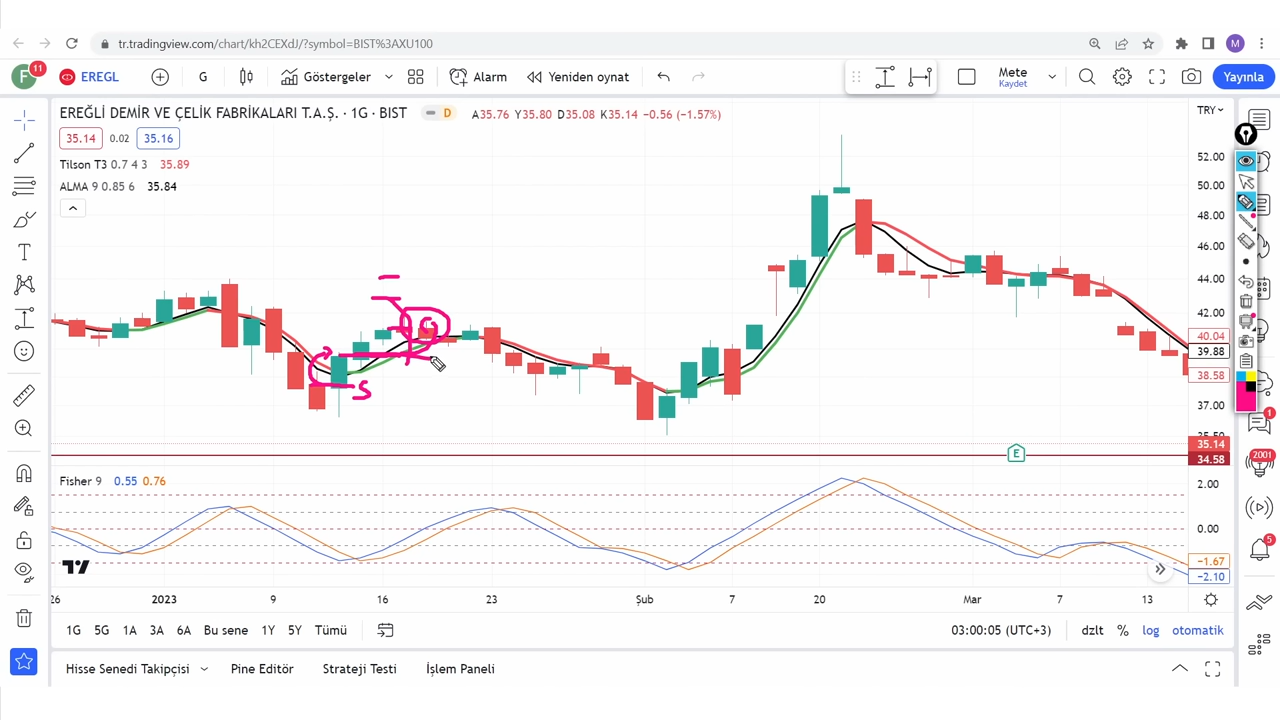 tr.tradingview.com/chart/kh2CEXdJ/?symbol=BIST%3AXU100
M
F 11
EREGL
G
Göstergeler
Alarm
Yeniden oynat
Mete
Kaydet
Yayınla
EREĞLİ DEMİR VE ÇELİK FABRİKALARI T.A.Ş. · 1G · BIST
D
A35.76 Y35.80 D35.08 K35.14 −0.56 (−1.57%)
TRY
35.14 0.02 35.16
Tilson T3 0.7 4 3 35.89
ALMA 9 0.85 6 35.84
52.00
50.00
48.00
46.00
44.00
42.00
40.04
39.88
38.58
37.00
35.50
35.14
34.58
S
E
1
2001
5
Fisher 9 0.55 0.76
2.00
0.00
−1.67
−2.10
26 2023 9 16 23 Şub 7 20 Mar 7 13
1G 5G 1A 3A 6A Bu sene 1Y 5Y Tümü
03:00:05 (UTC+3) dzlt % log otomatik
Hisse Senedi Takipçisi Pine Editör Strateji Testi İşlem Paneli